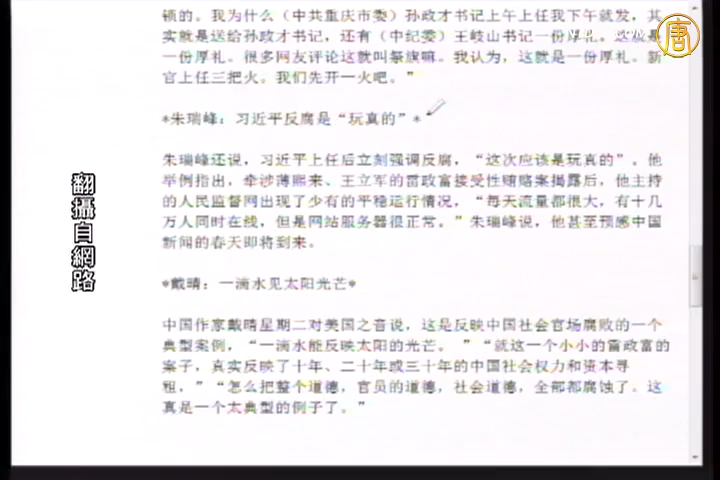 顿的。我为什么（中共重庆市委）孙政才书记上午上任我下午就发，其
实就是送给孙政才书记，还有（中纪委）王岐山书记一份厚礼。这就是
一份厚礼。很多网友评论这就叫祭旗嘛。我认为，这就是一份厚礼。新
官上任三把火。我们先开一火吧。”
*朱瑞峰：习近平反腐是“玩真的”*
朱瑞峰还说，习近平上任后立刻强调反腐，“这次应该是玩真的”。他
举例指出，牵涉薄熙来、王立军的雷政富接受性贿赂案揭露后，他主持
的人民监督网出现了少有的平稳运行情况，“每天流量都很大，有十几
万人同时在线，但是网站服务器很正常。”朱瑞峰说，他甚至预感中国
新闻的春天即将到来。
*戴晴：一滴水见太阳光芒*
中国作家戴晴星期二对美国之音说，这是反映中国社会官场腐败的一个
典型案例，“一滴水能反映太阳的光芒。 ” “就这一个小小的雷政富的
案子，真实反映了十年、二十年或三十年的中国社会权力和资本寻
租，” “怎么把整个道德，官员的道德，社会道德，全部都腐蚀了。这
真是一个太典型的例子了。”
翻攝自網路
唐